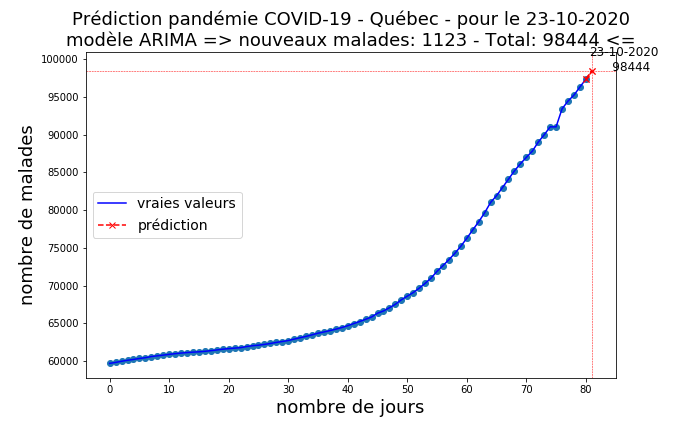 Prédiction pandémie COVID-19 - Québec - pour le 23-10-2020
modèle ARIMA => nouveaux malades: 1123 - Total: 98444 <=
23-10-2020
98444
100000
95000
90000
85000
80000
75000
70000
65000
60000
nombre de malades
vraies valeurs
prédiction
0 10 20 30 40 50 60 70 80
nombre de jours